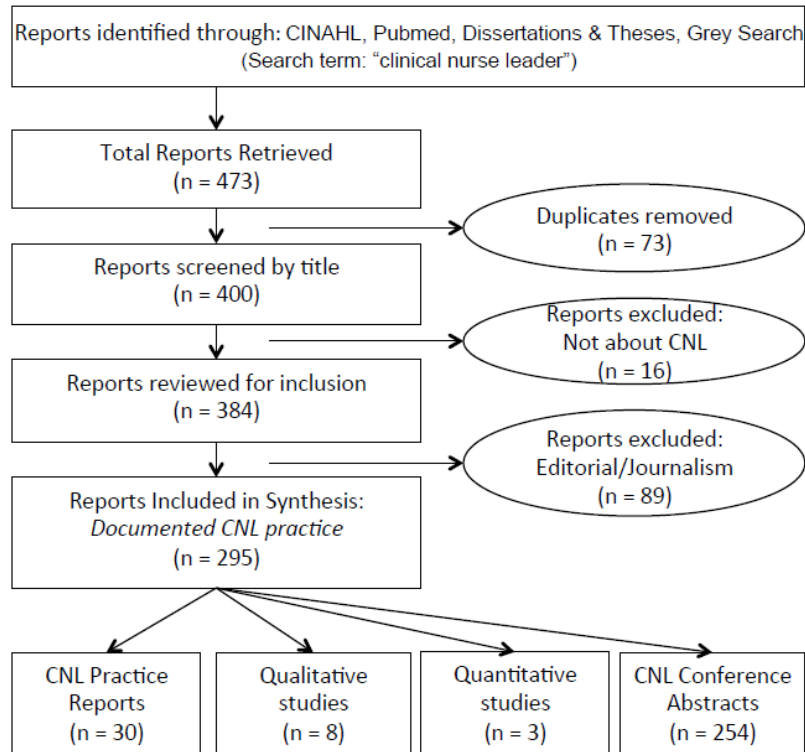 Reports identified through: CINAHL, Pubmed, Dissertations & Theses, Grey Search
(Search term: “clinical nurse leader”)
Total Reports Retrieved
(n = 473)
Duplicates removed
(n = 73)
Reports screened by title
(n = 400)
Reports excluded:
Not about CNL
(n = 16)
Reports reviewed for inclusion
(n = 384)
Reports excluded:
Editorial/Journalism
(n = 89)
Reports Included in Synthesis:
Documented CNL practice
(n = 295)
CNL Practice
Reports
(n = 30)
Qualitative
studies
(n = 8)
Quantitative
studies
(n = 3)
CNL Conference
Abstracts
(n = 254)